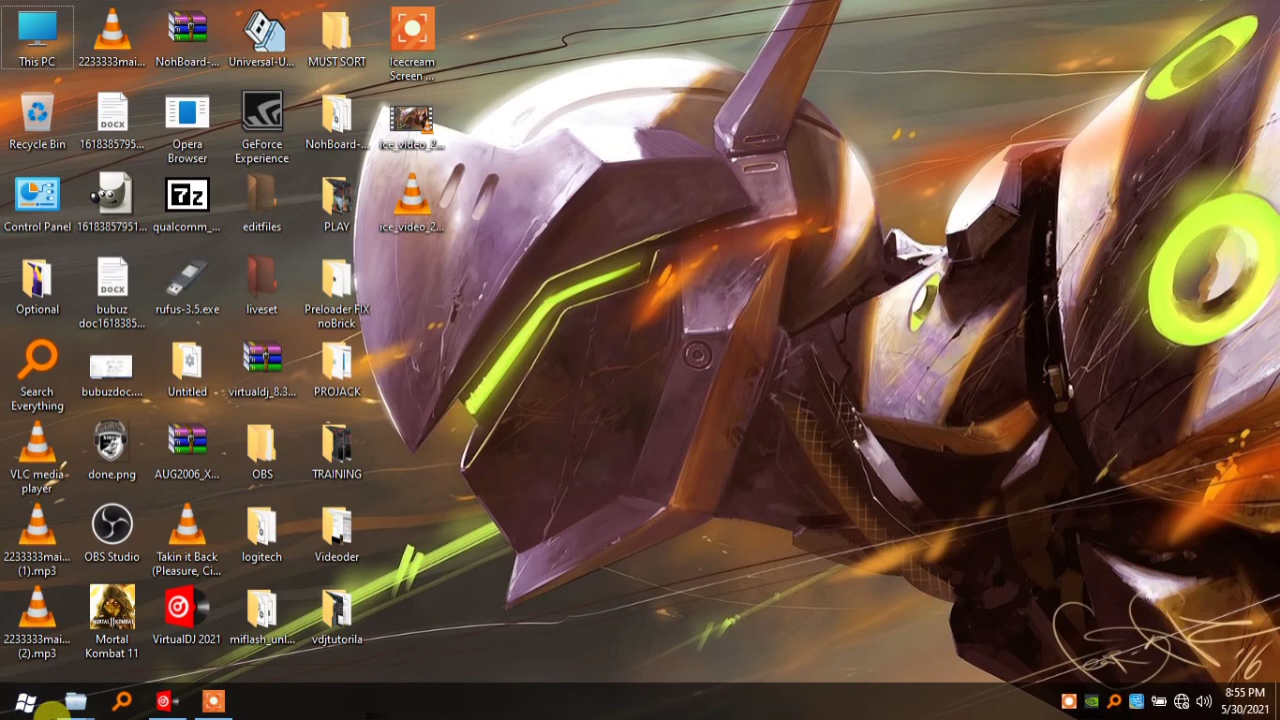 This PC
2233333mai...
NohBoard-...
Universal-U...
MUST SORT
Icecream
Screen ...
Recycle Bin
1618385795...
Opera
Browser
GeForce
Experience
NohBoard-...
ice_video_2...
Control Panel
16183857951...
qualcomm_...
editfiles
PLAY
ice_video_2...
Optional
bubuz
doc1618385...
rufus-3.5.exe
liveset
Preloader FIX
noBrick
Search
Everything
bubuzdoc....
Untitled
virtualdj_8.3...
PROJACK
VLC media
player
done.png
AUG2006_X...
OBS
TRAINING
2233333mai...
(1).mp3
OBS Studio
Takin it Back
(Pleasure, Ci...
logitech
Videoder
2233333mai...
(2).mp3
Mortal
Kombat 11
VirtualDJ 2021
miflash_unl...
vdjtutorila
DOCX
7z
DOCX
'16
8:55 PM
5/30/2021